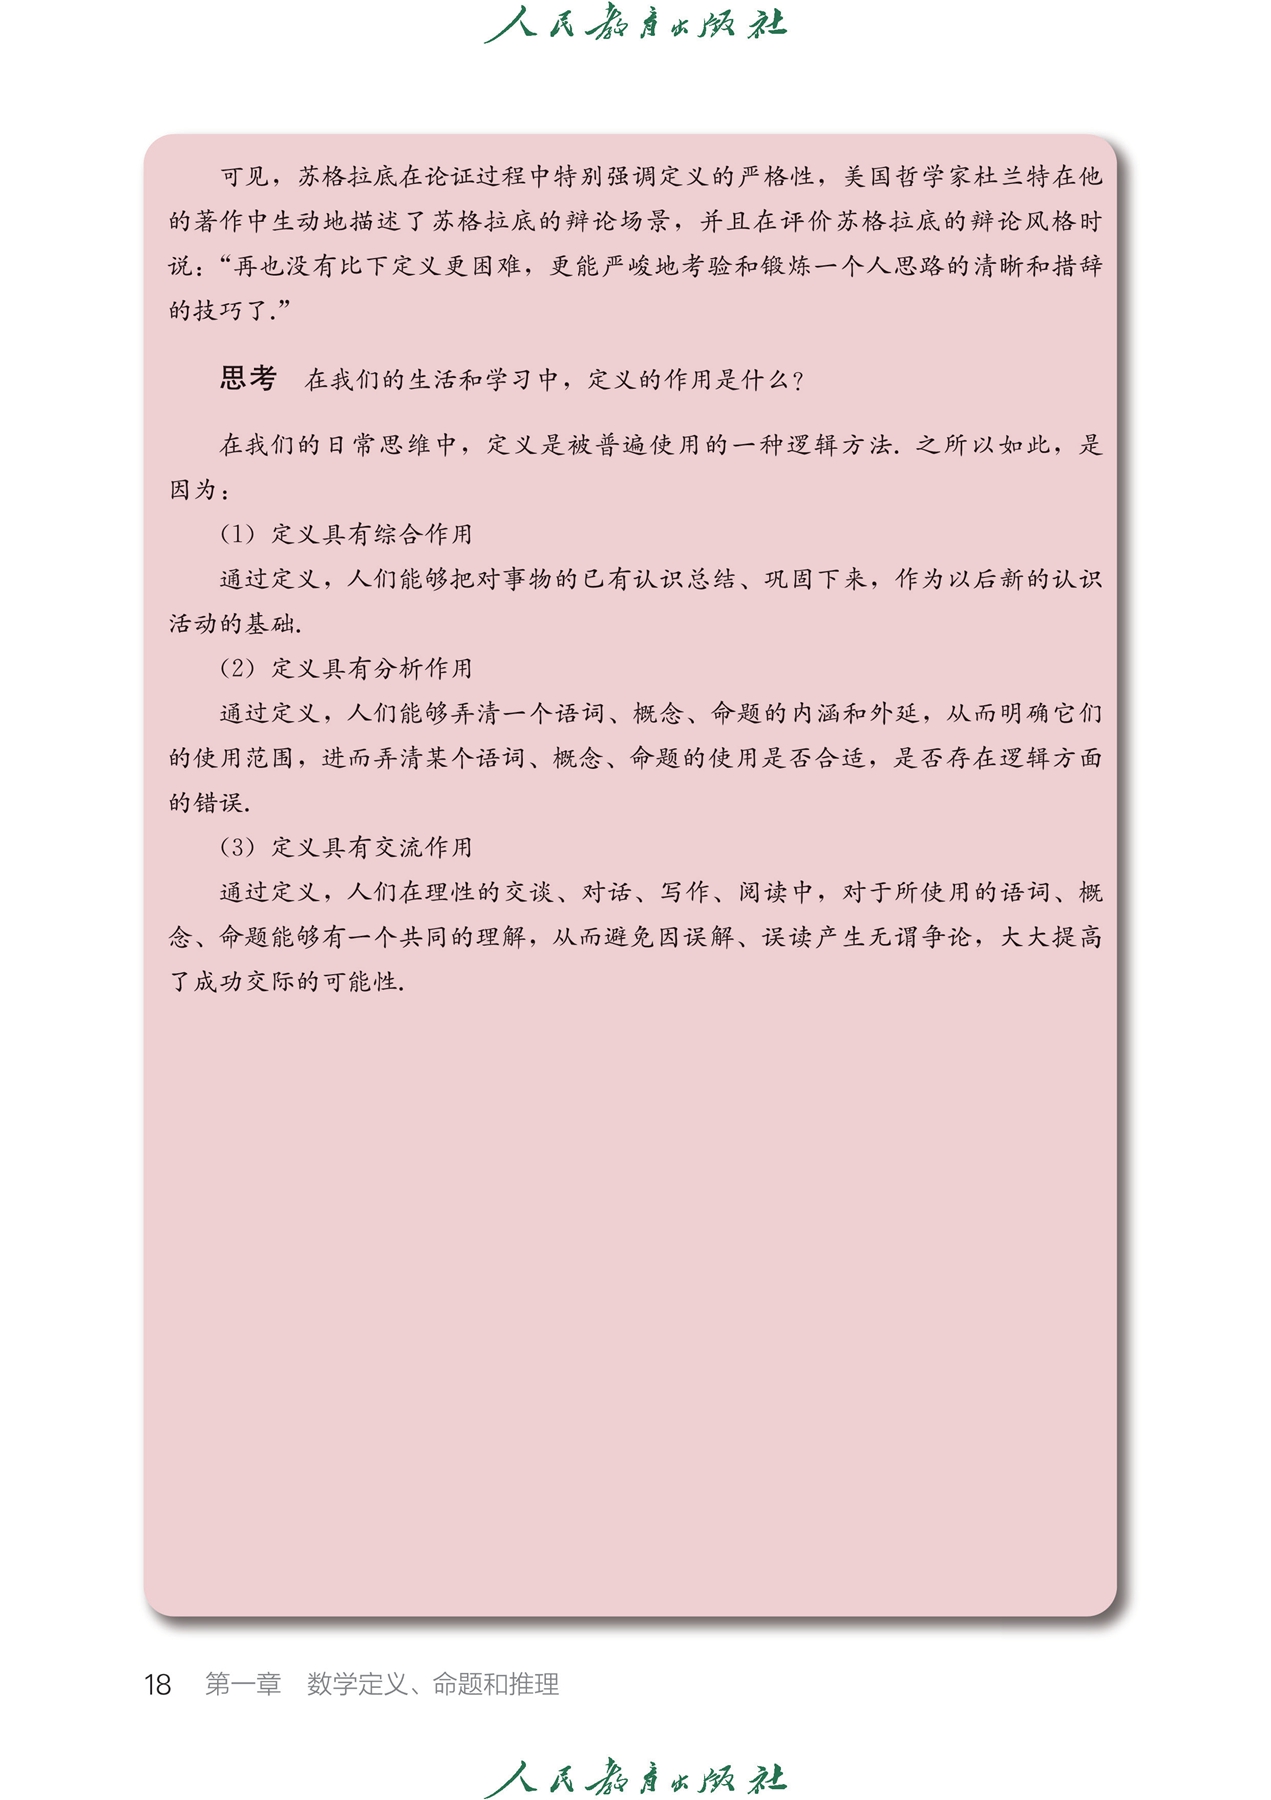 人民教育出版社
可见，苏格拉底在论证过程中特别强调定义的严格性，美国哲学家杜兰特在他
的著作中生动地描述了苏格拉底的辩论场景，并且在评价苏格拉底的辩论风格时
说：“再也没有比下定义更困难，更能严峻地考验和锻炼一个人思路的清晰和措辞
的技巧了.”
思考　在我们的生活和学习中，定义的作用是什么？
在我们的日常思维中，定义是被普遍使用的一种逻辑方法. 之所以如此，是
因为：
（1）定义具有综合作用
通过定义，人们能够把对事物的已有认识总结、巩固下来，作为以后新的认识
活动的基础.
（2）定义具有分析作用
通过定义，人们能够弄清一个语词、概念、命题的内涵和外延，从而明确它们
的使用范围，进而弄清某个语词、概念、命题的使用是否合适，是否存在逻辑方面
的错误.
（3）定义具有交流作用
通过定义，人们在理性的交谈、对话、写作、阅读中，对于所使用的语词、概
念、命题能够有一个共同的理解，从而避免因误解、误读产生无谓争论，大大提高
了成功交际的可能性.
18　第一章　数学定义、命题和推理
人民教育出版社